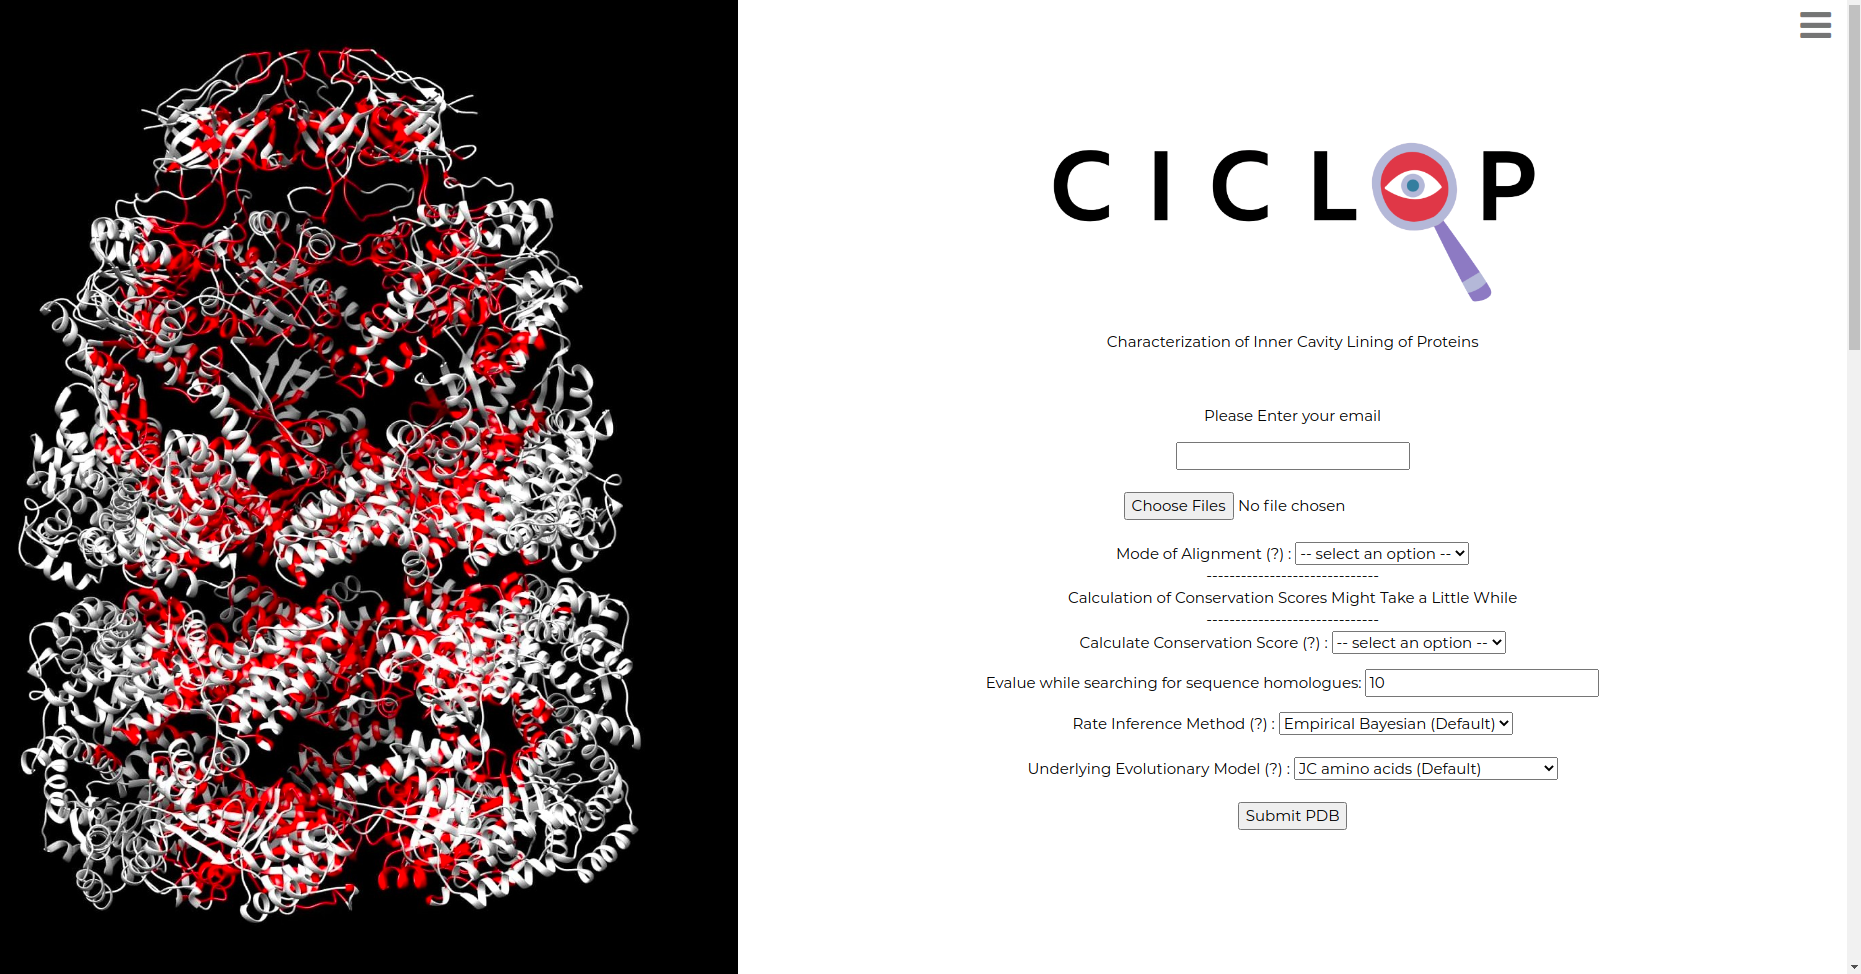 CICLOP
Characterization of Inner Cavity Lining of Proteins
Please Enter your email
Choose Files No file chosen
Mode of Alignment (?) : -- select an option --
------------------------------
Calculation of Conservation Scores Might Take a Little While
------------------------------
Calculate Conservation Score (?) : -- select an option --
Evalue while searching for sequence homologues: 10
Rate Inference Method (?) : Empirical Bayesian (Default)
Underlying Evolutionary Model (?) : JC amino acids (Default)
Submit PDB